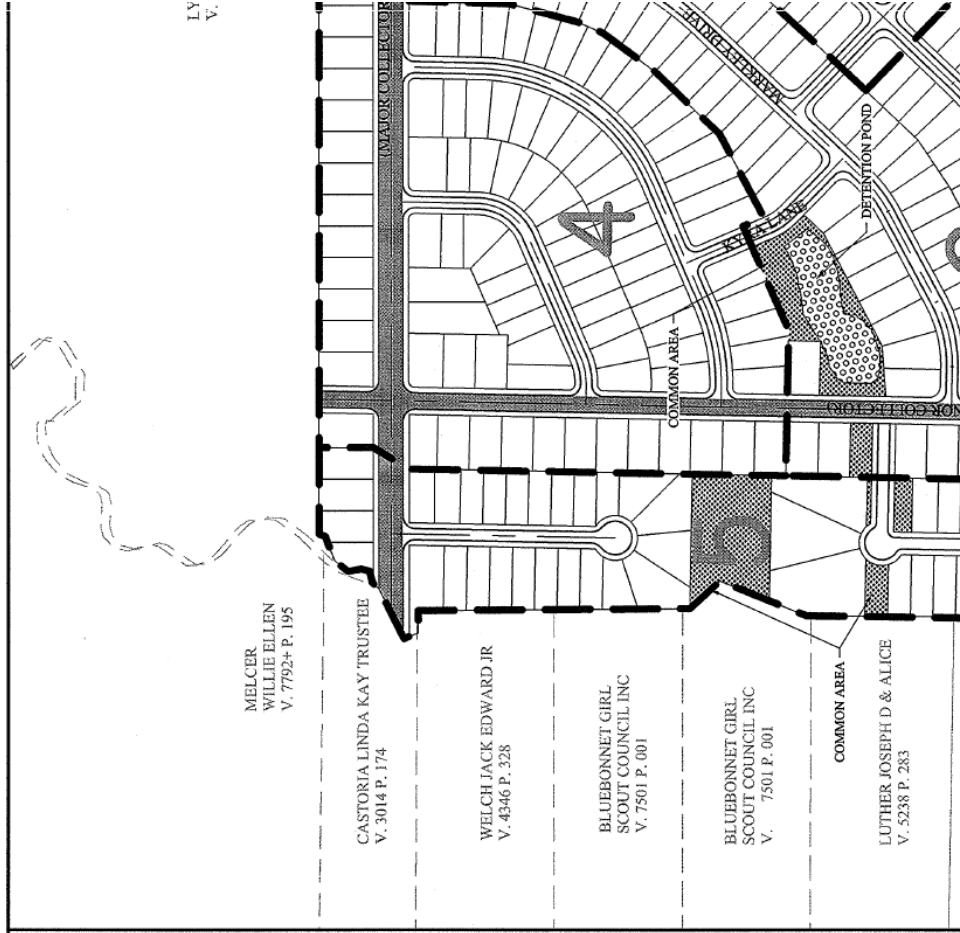 LY
V.
(MAJOR COLLECTOR
MARKLEY DRIVE
DETENTION POND
4
KYRA LANE
COMMON AREA
NOR COLLECTOR)
5
MELCER
WILLIE ELLEN
V. 7792+ P. 195
CASTORIA LINDA KAY TRUSTEE
V. 3014 P. 174
WELCH JACK EDWARD JR
V. 4346 P. 328
BLUEBONNET GIRL
SCOUT COUNCIL INC
V. 7501 P. 001
BLUEBONNET GIRL
SCOUT COUNCIL INC
V. 7501 P. 001
COMMON AREA
LUTHER JOSEPH D & ALICE
V. 5238 P. 283